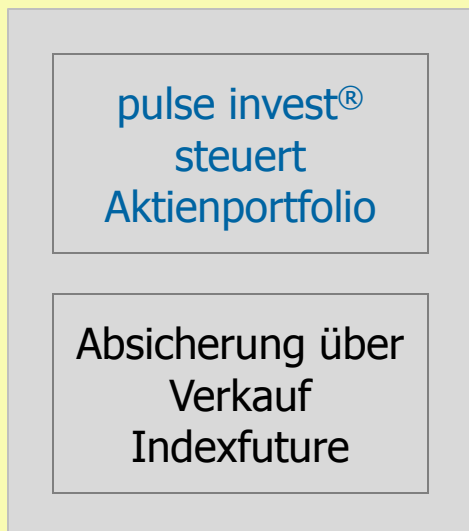 pulse invest®
steuert
Aktienportfolio
Absicherung über
Verkauf
Indexfuture